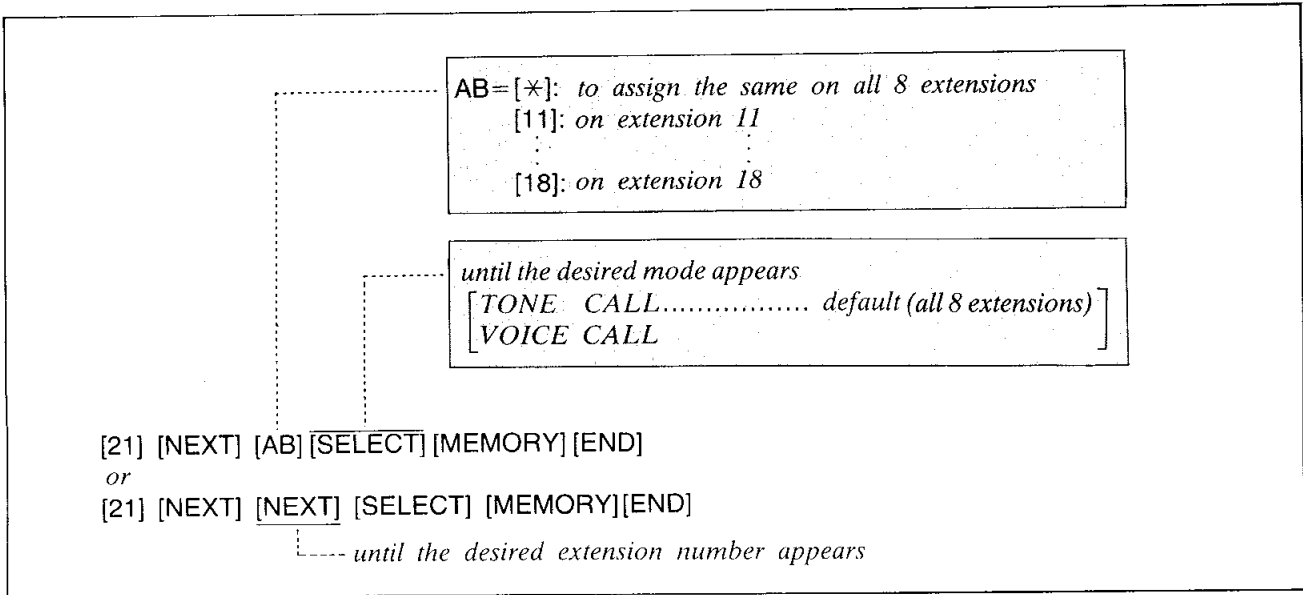 AB=[✳]: to assign the same on all 8 extensions
[11]: on extension 11
[18]: on extension 18
until the desired mode appears
TONE CALL................. default (all 8 extensions)
VOICE CALL
[21] [NEXT] [AB] [SELECT] [MEMORY] [END]
or
[21] [NEXT] [NEXT] [SELECT] [MEMORY] [END]
until the desired extension number appears